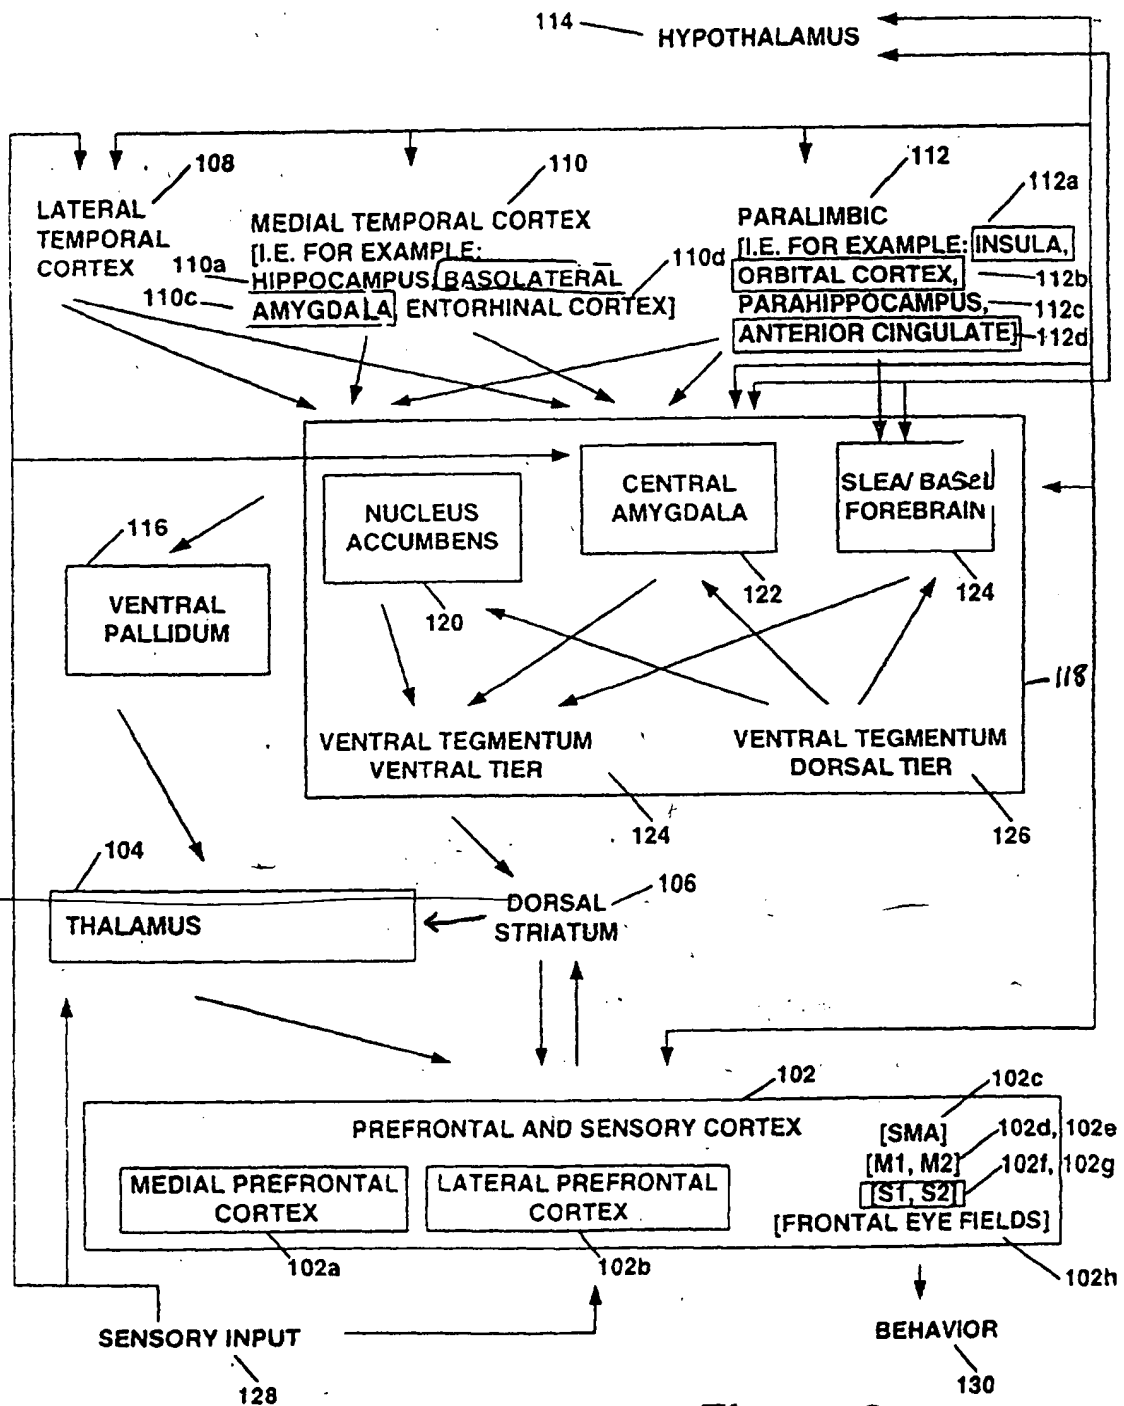 114
HYPOTHALAMUS
108
110
112
112a
LATERAL
TEMPORAL
CORTEX
MEDIAL TEMPORAL CORTEX
[I.E. FOR EXAMPLE:
HIPPOCAMPUS, BASOLATERAL
AMYGDALA, ENTORHINAL CORTEX]
110a
110c
110d
PARALIMBIC
[I.E. FOR EXAMPLE: INSULA,
ORBITAL CORTEX,
PARAHIPPOCAMPUS,
ANTERIOR CINGULATE]
112b
112c
112d
NUCLEUS
ACCUMBENS
CENTRAL
AMYGDALA
SLEA/ BASel
FOREBRAIN
116
VENTRAL
PALLIDUM
120
122
124
118
VENTRAL TEGMENTUM
VENTRAL TIER
VENTRAL TEGMENTUM
DORSAL TIER
124
126
104
THALAMUS
106
DORSAL
STRIATUM
102
102c
PREFRONTAL AND SENSORY CORTEX
[SMA]
102d, 102e
[M1, M2]
102f, 102g
[S1, S2]
[FRONTAL EYE FIELDS]
MEDIAL PREFRONTAL
CORTEX
LATERAL PREFRONTAL
CORTEX
102a
102b
102h
SENSORY INPUT
128
BEHAVIOR
130